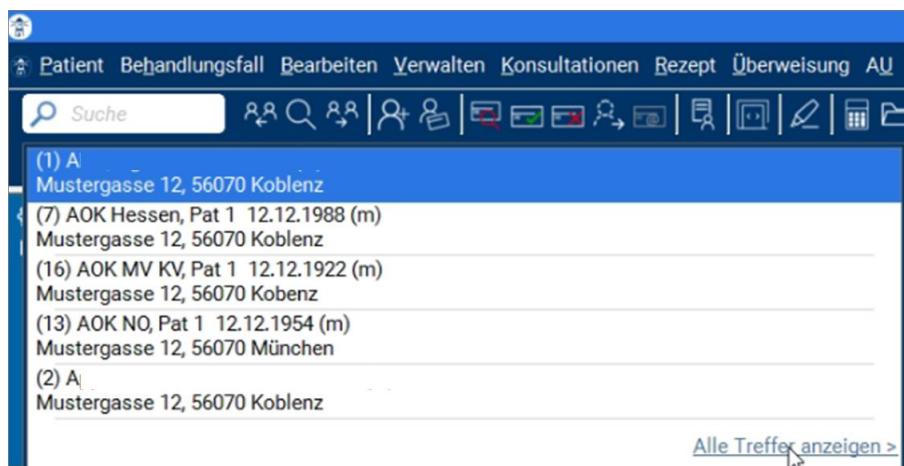 Patient Behandlungsfall Bearbeiten Verwalten Konsultationen Rezept Überweisung AU
Suche
(1) A
Mustergasse 12, 56070 Koblenz
(7) AOK Hessen, Pat 1 12.12.1988 (m)
Mustergasse 12, 56070 Koblenz
(16) AOK MV KV, Pat 1 12.12.1922 (m)
Mustergasse 12, 56070 Kobenz
(13) AOK NO, Pat 1 12.12.1954 (m)
Mustergasse 12, 56070 München
(2) A
Mustergasse 12, 56070 Koblenz
Alle Treffer anzeigen >